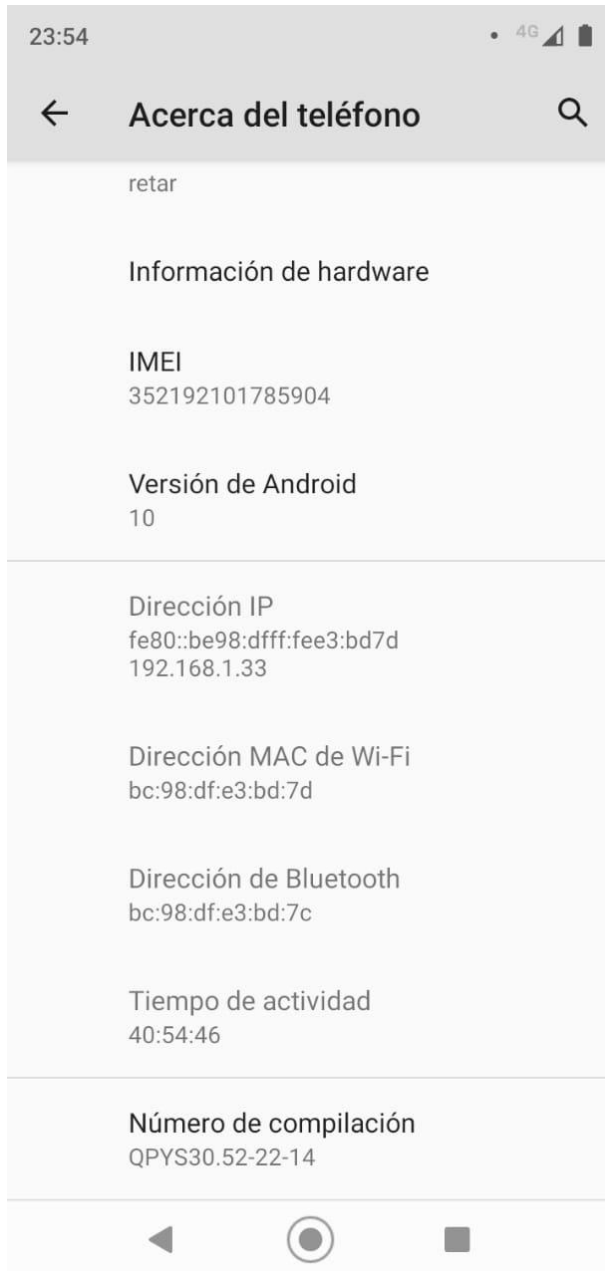 23:54
4G
Acerca del teléfono
retar
Información de hardware
IMEI
352192101785904
Versión de Android
10
Dirección IP
fe80::be98:dfff:fee3:bd7d
192.168.1.33
Dirección MAC de Wi-Fi
bc:98:df:e3:bd:7d
Dirección de Bluetooth
bc:98:df:e3:bd:7c
Tiempo de actividad
40:54:46
Número de compilación
QPYS30.52-22-14